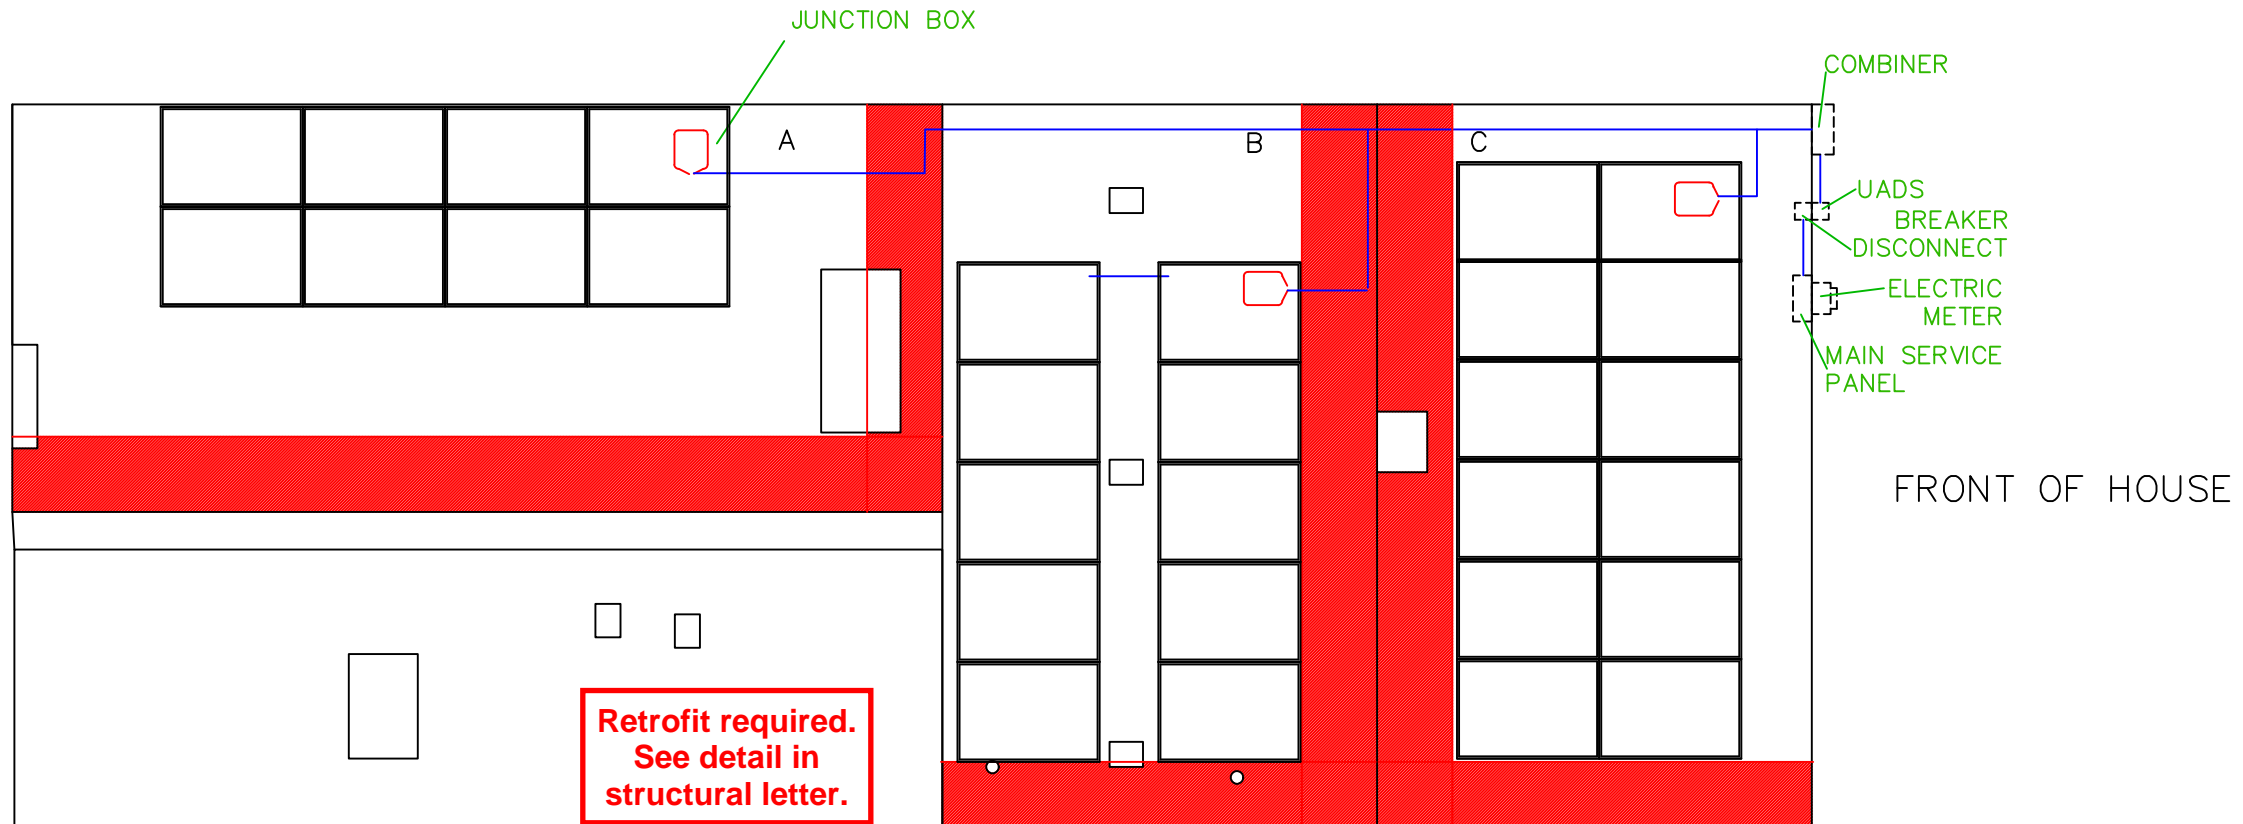 JUNCTION BOX
COMBINER
A
B
C
UADS
BREAKER
DISCONNECT
ELECTRIC
METER
MAIN SERVICE
PANEL
FRONT OF HOUSE
Retrofit required.
See detail in
structural letter.